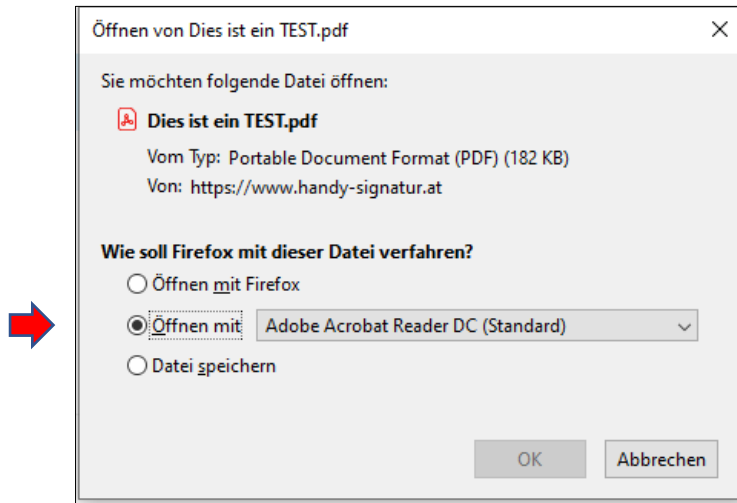 Öffnen von Dies ist ein TEST.pdf
Sie möchten folgende Datei öffnen:
Dies ist ein TEST.pdf
Vom Typ: Portable Document Format (PDF) (182 KB)
Von: https://www.handy-signatur.at
Wie soll Firefox mit dieser Datei verfahren?
Öffnen mit Firefox
Öffnen mit Adobe Acrobat Reader DC (Standard)
Datei speichern
OK Abbrechen